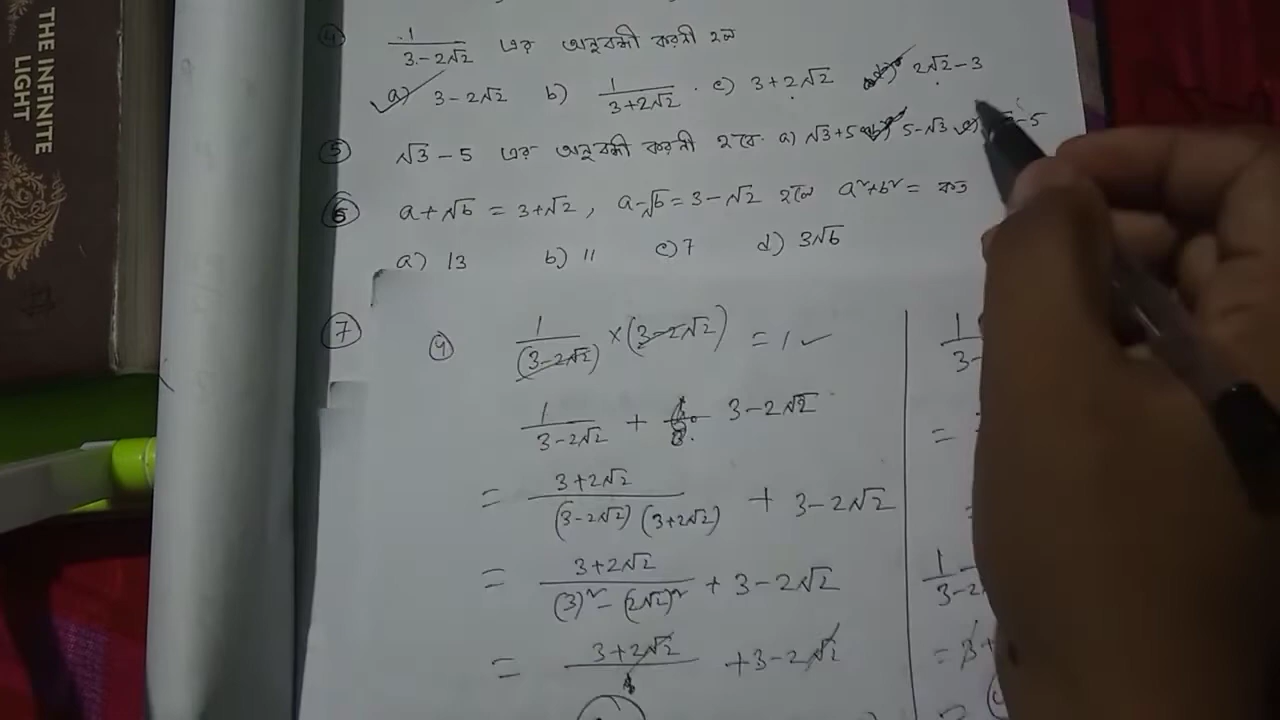 THE INFINITE
LIGHT
④ 1/(3-2√2) এর অনুবন্ধী করণী হল
a) 3-2√2 b) 1/(3+2√2) c) 3+2√2 2√2-3
⑤ √3-5 এর অনুবন্ধী করণী হবে a) √3+5 5-√3 -5
⑥ a+√b = 3+√2, a-√b = 3-√2 হলে a²+b² = কত
a) 13 b) 11 c) 7 d) 3√6
⑦ ④ 1/(3-2√2) ×(3-2√2) = 1 ✓
1/(3-2√2) + 3-2√2
= (3+2√2)/((3-2√2)(3+2√2)) + 3-2√2
= (3+2√2)/((3)²-(2√2)²) + 3-2√2
= (3+2√2)/1 +3-2√2